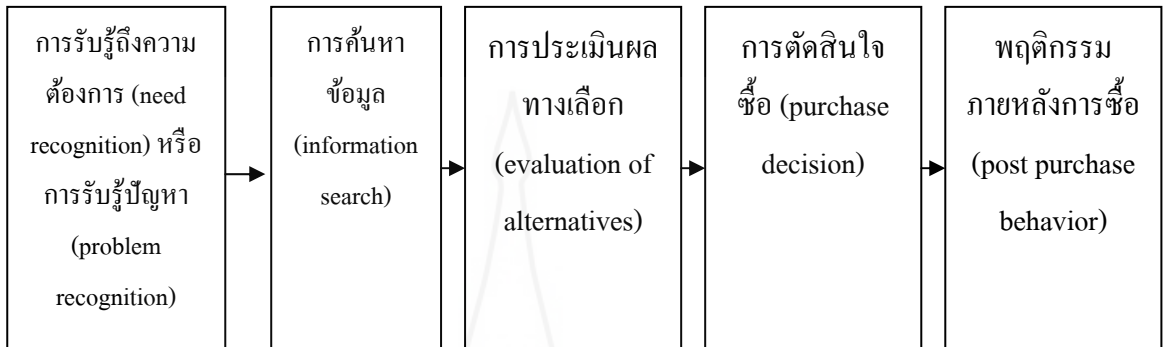 การรับรู้ถึงความ
ต้องการ (need
recognition) หรือ
การรับรู้ปัญหา
(problem
recognition)
การค้นหา
ข้อมูล
(information
search)
การประเมินผล
ทางเลือก
(evaluation of
alternatives)
การตัดสินใจ
ซื้อ (purchase
decision)
พฤติกรรม
ภายหลังการซื้อ
(post purchase
behavior)